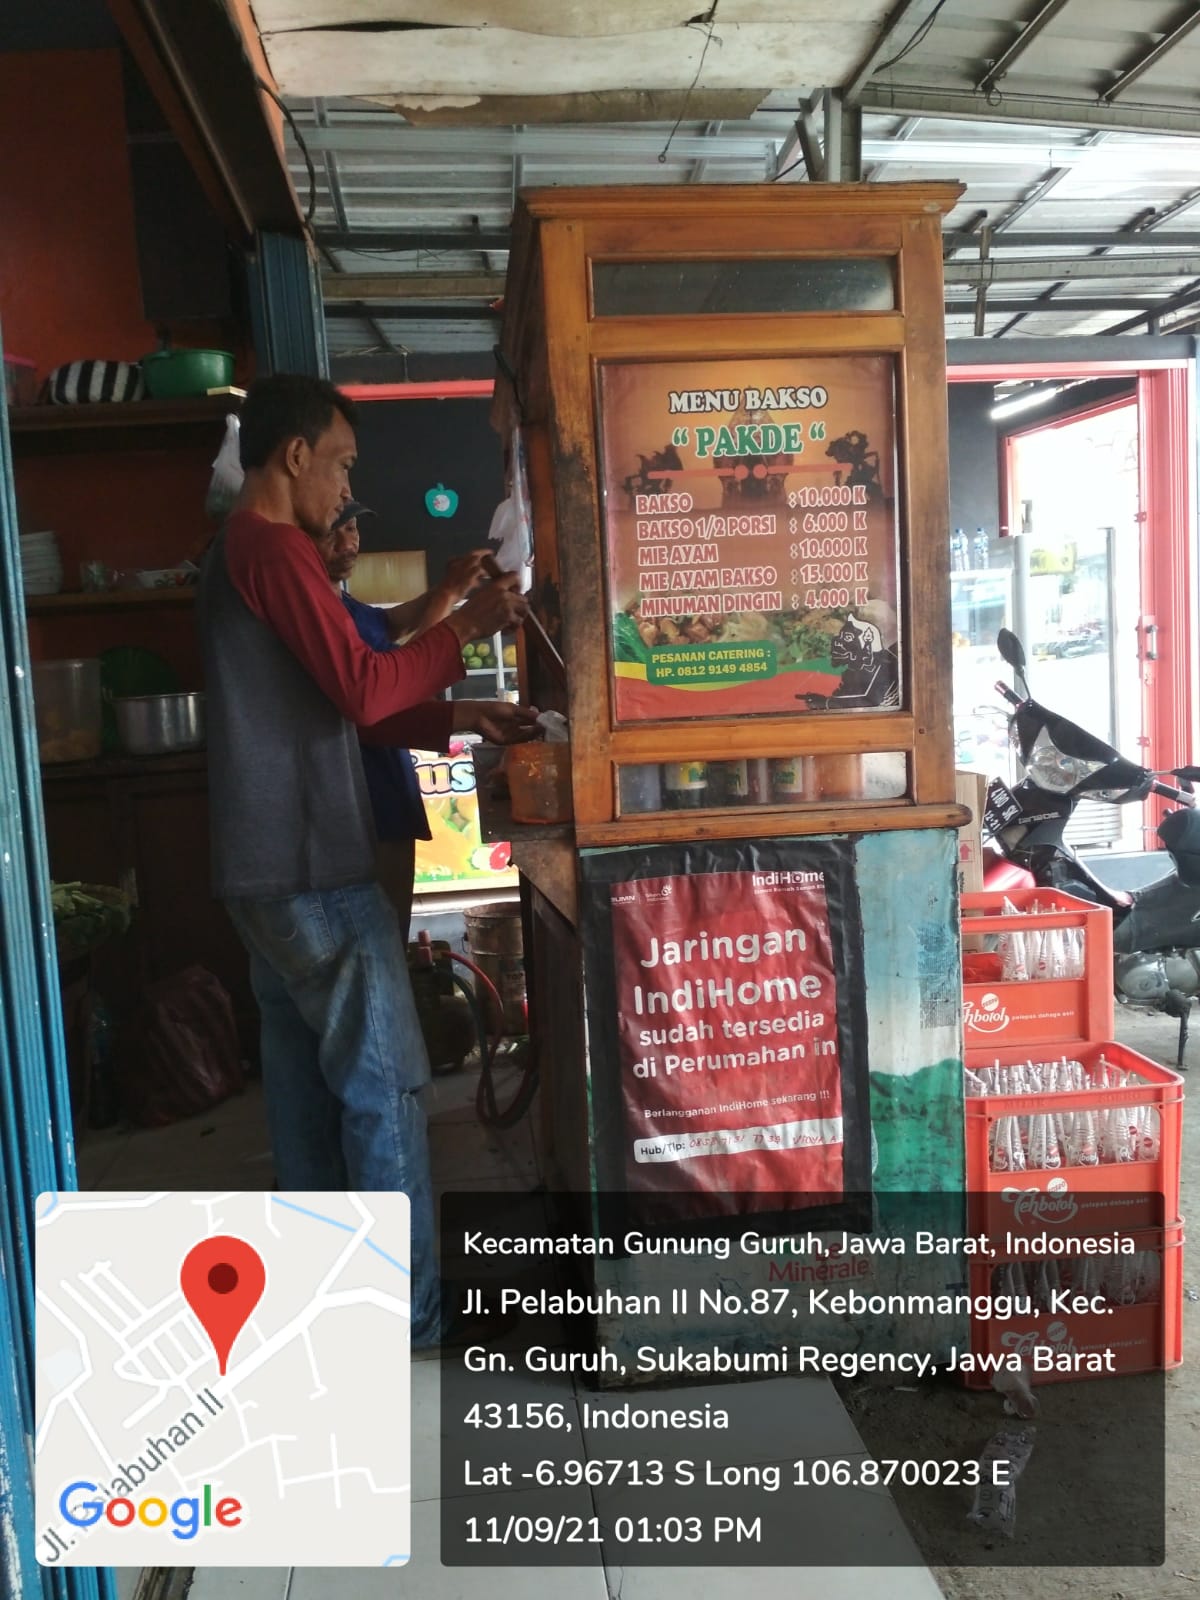 MENU BAKSO
“ PAKDE “
BAKSO : 10.000 K
BAKSO 1/2 PORSI : 6.000 K
MIE AYAM : 10.000 K
MIE AYAM BAKSO : 15.000 K
MINUMAN DINGIN : 4.000 K
PESANAN CATERING :
HP. 0812 9149 4854
IndiHome
Jaringan
IndiHome
sudah tersedia
di Perumahan in
Berlangganan IndiHome sekarang !!!
Hub/Tlp:
Minerale
hbotol
Tehbotol
Tehbotol
Kecamatan Gunung Guruh, Jawa Barat, Indonesia
Jl. Pelabuhan II No.87, Kebonmanggu, Kec.
Gn. Guruh, Sukabumi Regency, Jawa Barat
43156, Indonesia
Lat -6.96713 S Long 106.870023 E
11/09/21 01:03 PM
Jl. Pelabuhan II
Google